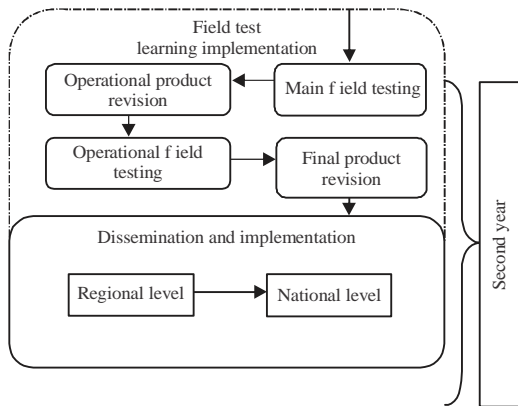 Field test
learning implementation
Operational product
revision
Main f ield testing
Operational f ield
testing
Final product
revision
Dissemination and implementation
Regional level
National level
Second year